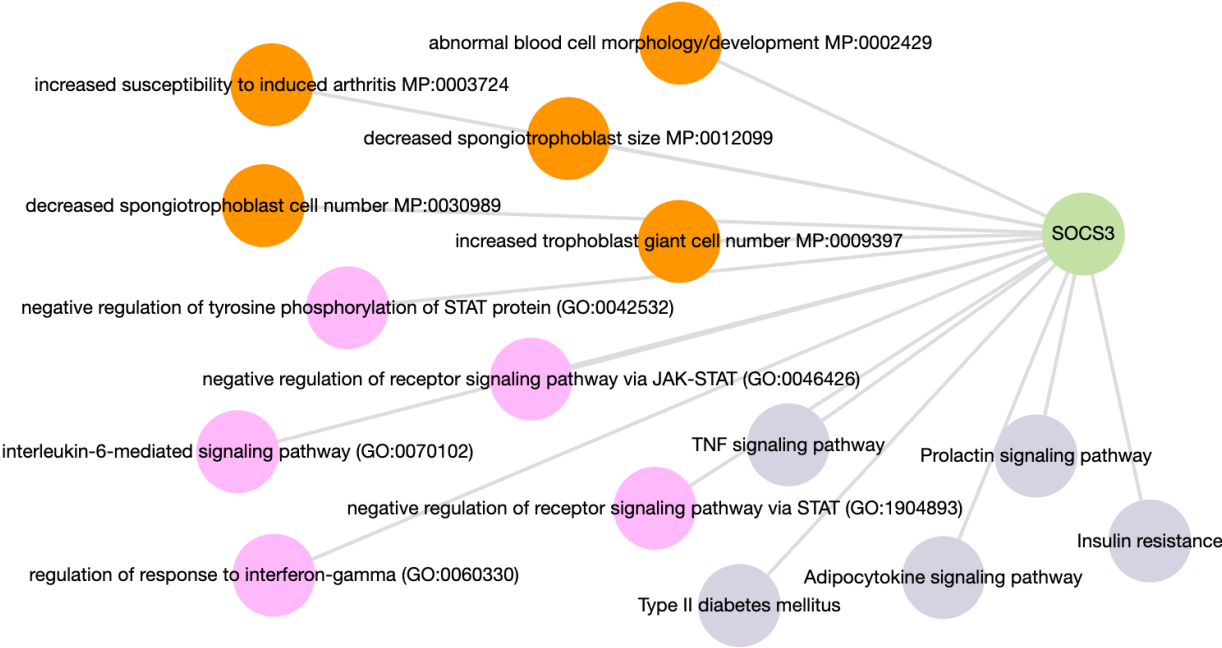 abnormal blood cell morphology/development MP:0002429
increased susceptibility to induced arthritis MP:0003724
decreased spongiotrophoblast size MP:0012099
decreased spongiotrophoblast cell number MP:0030989
SOCS3
increased trophoblast giant cell number MP:0009397
negative regulation of tyrosine phosphorylation of STAT protein (GO:0042532)
negative regulation of receptor signaling pathway via JAK-STAT (GO:0046426)
interleukin-6-mediated signaling pathway (GO:0070102)
TNF signaling pathway
Prolactin signaling pathway
negative regulation of receptor signaling pathway via STAT (GO:1904893)
Insulin resistance
regulation of response to interferon-gamma (GO:0060330)
Adipocytokine signaling pathway
Type II diabetes mellitus